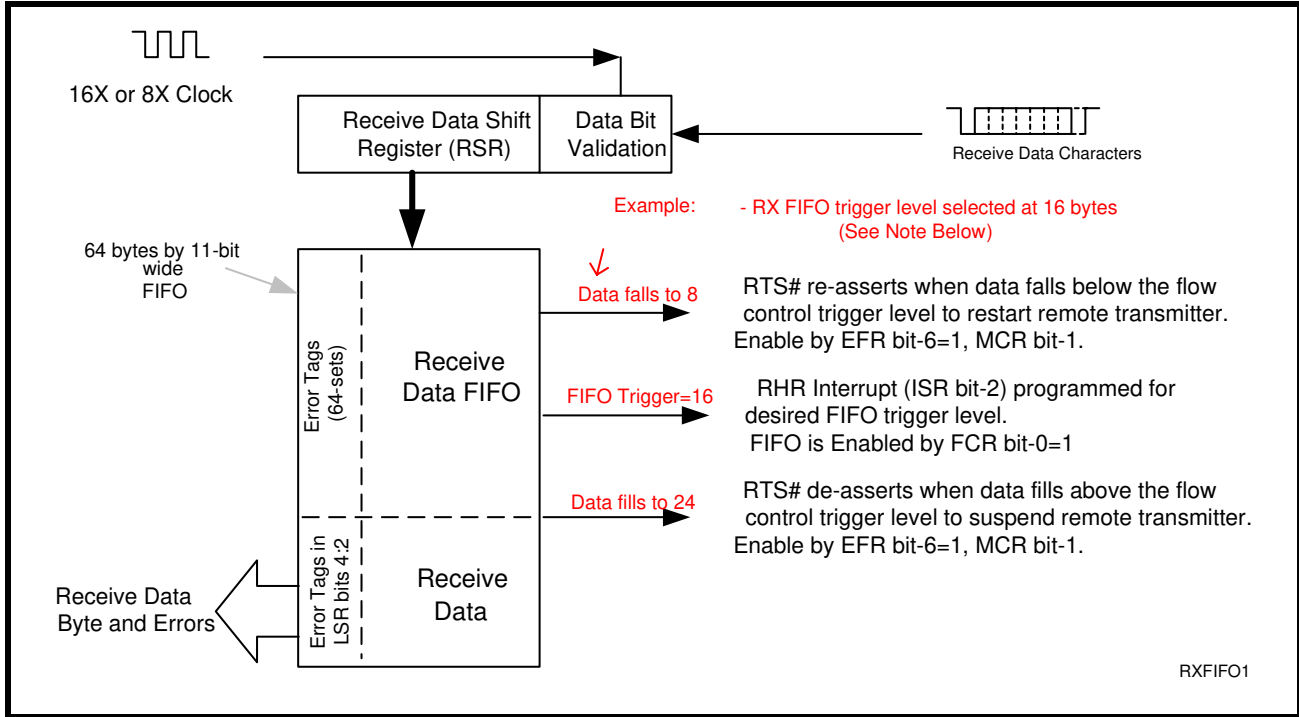 16X or 8X Clock
Receive Data Shift
Register (RSR)
Data Bit
Validation
Receive Data Characters
Example:
- RX FIFO trigger level selected at 16 bytes
(See Note Below)
64 bytes by 11-bit
wide
FIFO
Data falls to 8
RTS# re-asserts when data falls below the flow
control trigger level to restart remote transmitter.
Enable by EFR bit-6=1, MCR bit-1.
Error Tags
(64-sets)
Receive
Data FIFO
FIFO Trigger=16
RHR Interrupt (ISR bit-2) programmed for
desired FIFO trigger level.
FIFO is Enabled by FCR bit-0=1
Data fills to 24
RTS# de-asserts when data fills above the flow
control trigger level to suspend remote transmitter.
Enable by EFR bit-6=1, MCR bit-1.
Error Tags in
LSR bits 4:2
Receive
Data
Receive Data
Byte and Errors
RXFIFO1